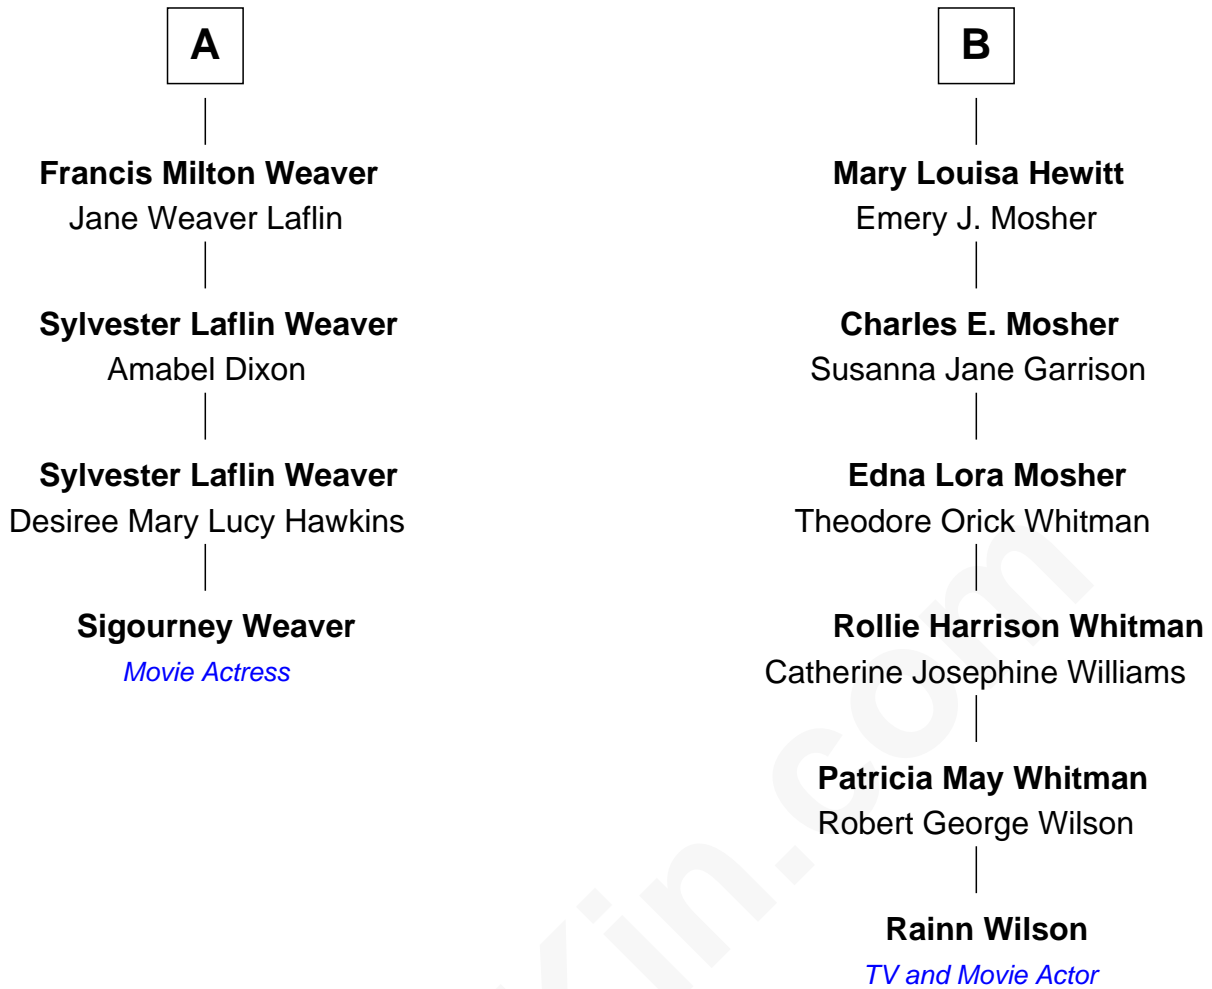 A
Francis Milton Weaver
Jane Weaver Laflin
Sylvester Laflin Weaver
Amabel Dixon
Sylvester Laflin Weaver
Desiree Mary Lucy Hawkins
Sigourney Weaver
Movie Actress
B
Mary Louisa Hewitt
Emery J. Mosher
Charles E. Mosher
Susanna Jane Garrison
Edna Lora Mosher
Theodore Orick Whitman
Rollie Harrison Whitman
Catherine Josephine Williams
Patricia May Whitman
Robert George Wilson
Rainn Wilson
TV and Movie Actor
Kin.com